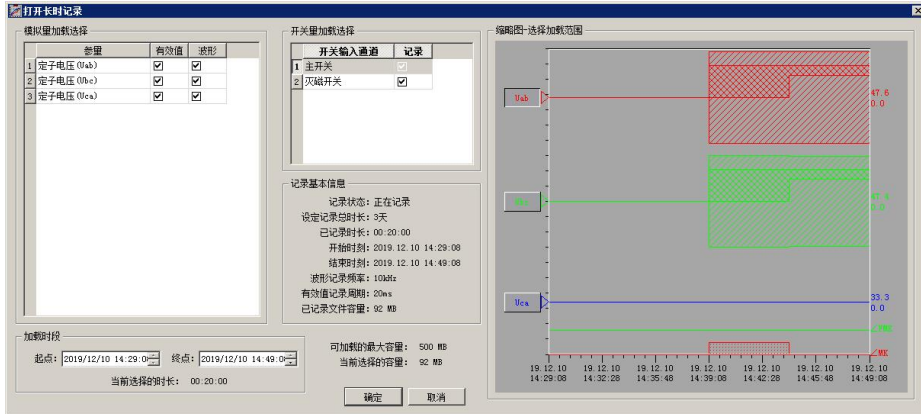 打开长时记录
模拟量加载选择
参量 有效值 波形
1 定子电压(Uab)
2 定子电压(Ubc)
3 定子电压(Uca)
开关量加载选择
开关输入通道 记录
1 主开关
2 灭磁开关
记录基本信息
记录状态: 正在记录
设定记录总时长: 3天
已记录时长: 00:20:00
开始时刻: 2019.12.10 14:29:08
结束时刻: 2019.12.10 14:49:08
波形记录频率: 10kHz
有效值记录周期: 20ms
已记录文件容量: 92 MB
加载时段
起点: 2019/12/10 14:29:0
终点: 2019/12/10 14:49:0
当前选择的时长: 00:20:00
可加载的最大容量: 500 MB
当前选择的容量: 92 MB
确定 取消
缩略图-选择加载范围
Uab
47.6
0.0
Uca
33.3
0.0
MK
19.12.10 19.12.10 19.12.10 19.12.10 19.12.10 19.12.10 19.12.10
14:29:08 14:32:28 14:35:48 14:39:08 14:42:28 14:45:48 14:49:08